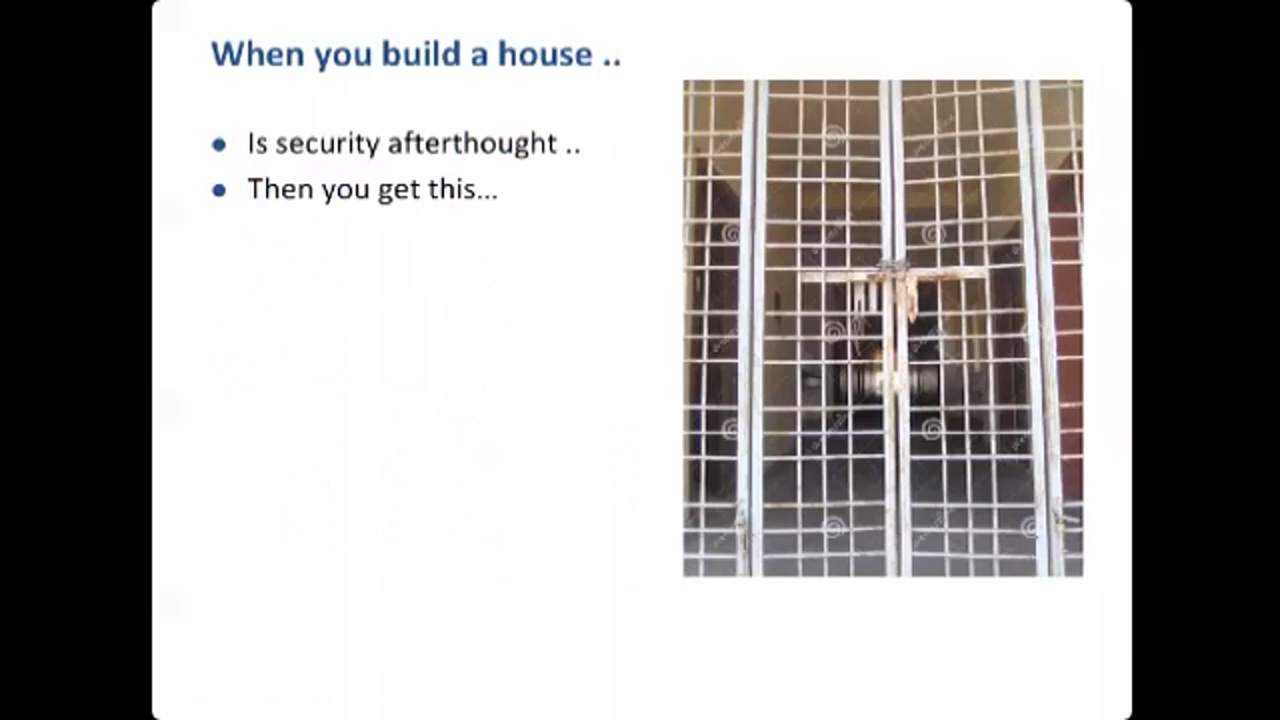 When you build a house ..
Is security afterthought ..
Then you get this...